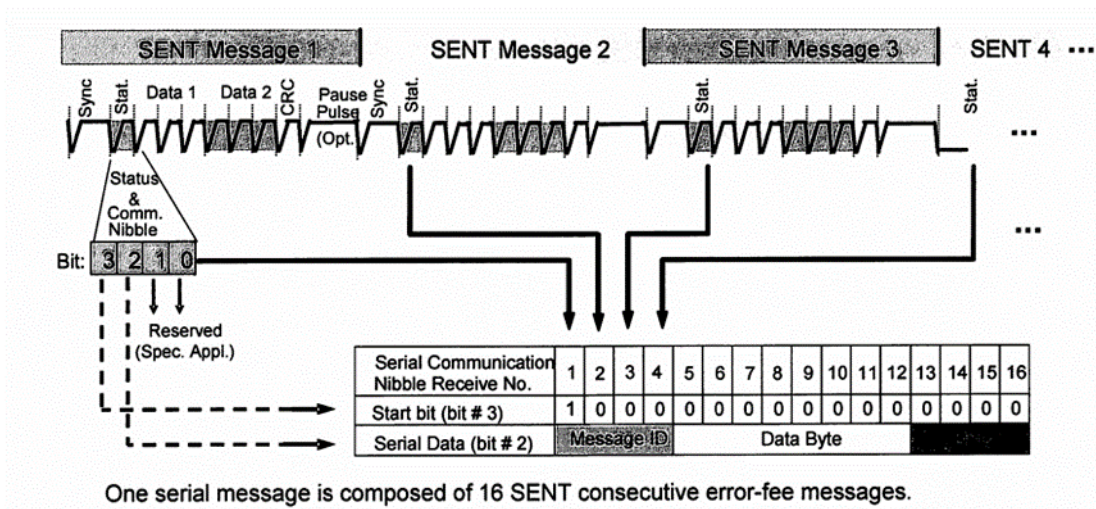 SENT Message 1 SENT Message 2 SENT Message 3 SENT 4 ...
Sync Stat. Data 1 Data 2 CRC Pause Pulse (Opt. Sync Stat. Stat. Stat.
...
Status
&
Comm.
Nibble
...
Bit: 3 2 1 0
Reserved
(Spec. Appl.)
Serial Communication
Nibble Receive No. 1 2 3 4 5 6 7 8 9 10 11 12 13 14 15 16
Start bit (bit # 3) 1 0 0 0 0 0 0 0 0 0 0 0 0 0 0 0
Serial Data (bit # 2) Message ID Data Byte
One serial message is composed of 16 SENT consecutive error-fee messages.